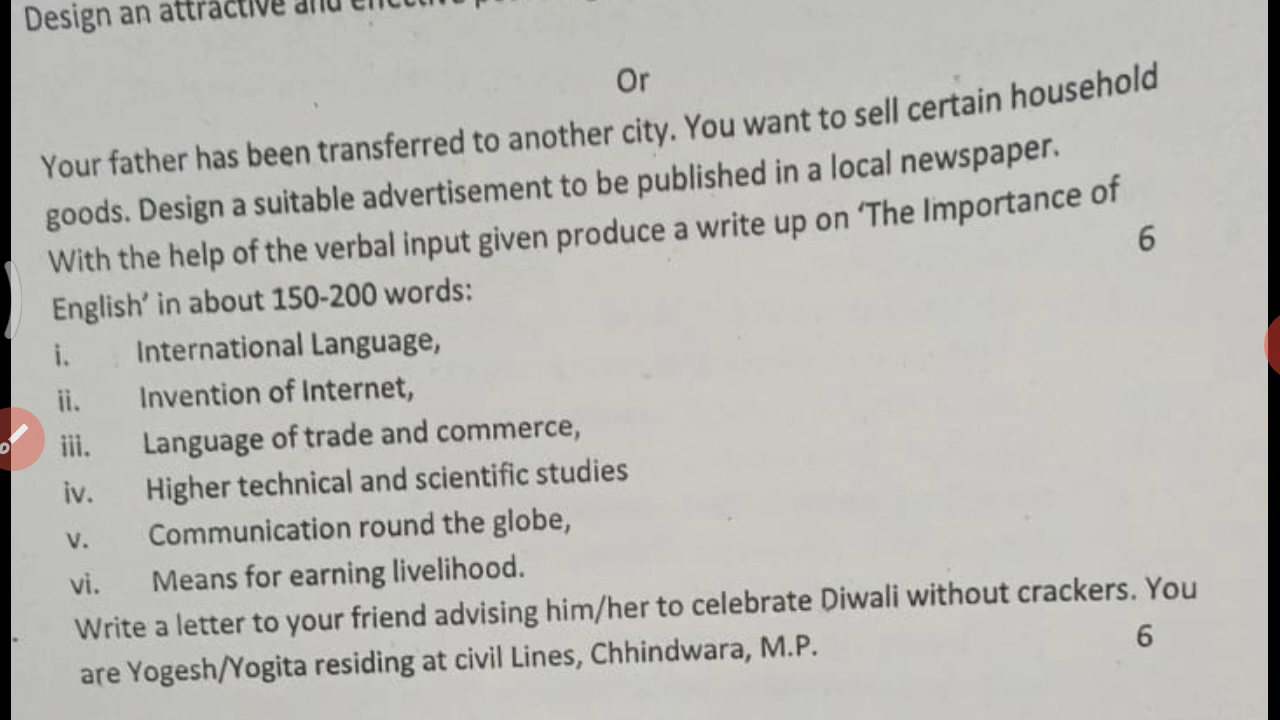 Design an attractive and
Or
Your father has been transferred to another city. You want to sell certain household
goods. Design a suitable advertisement to be published in a local newspaper.
With the help of the verbal input given produce a write up on ‘The Importance of
English’ in about 150-200 words: 6
i. International Language,
ii. Invention of Internet,
iii. Language of trade and commerce,
iv. Higher technical and scientific studies
v. Communication round the globe,
vi. Means for earning livelihood.
Write a letter to your friend advising him/her to celebrate Diwali without crackers. You
are Yogesh/Yogita residing at civil Lines, Chhindwara, M.P. 6